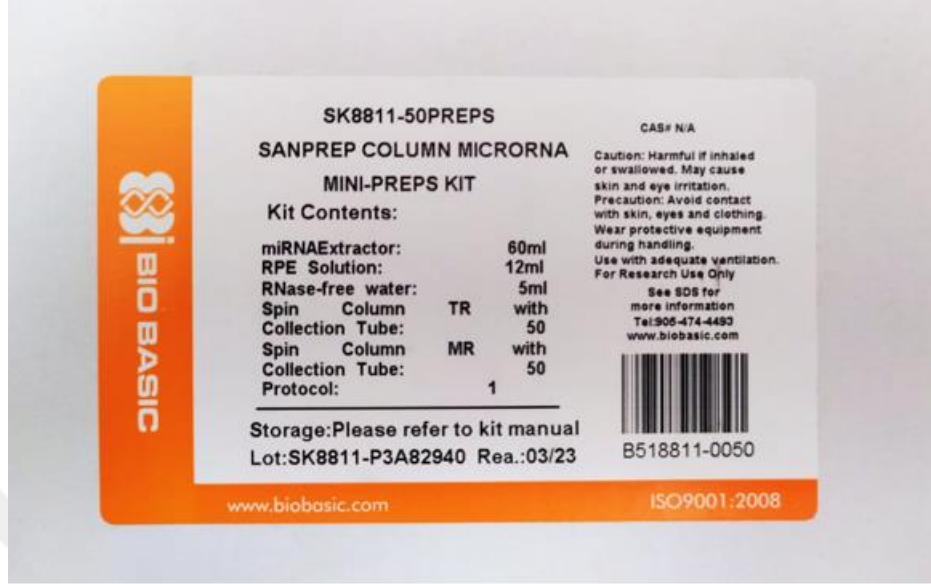 BIO BASIC
SK8811-50PREPS
SANPREP COLUMN MICRORNA
MINI-PREPS KIT
Kit Contents:
miRNAExtractor: 60ml
RPE Solution: 12ml
RNase-free water: 5ml
Spin Column TR with
Collection Tube: 50
Spin Column MR with
Collection Tube: 50
Protocol: 1
Storage:Please refer to kit manual
Lot:SK8811-P3A82940 Rea.:03/23
CAS# N/A
Caution: Harmful if inhaled
or swallowed. May cause
skin and eye irritation.
Precaution: Avoid contact
with skin, eyes and clothing.
Wear protective equipment
during handling.
Use with adequate ventilation.
For Research Use Only
See SDS for
more information
Tel:905-474-4493
www.biobasic.com
B518811-0050
www.biobasic.com
ISO9001:2008